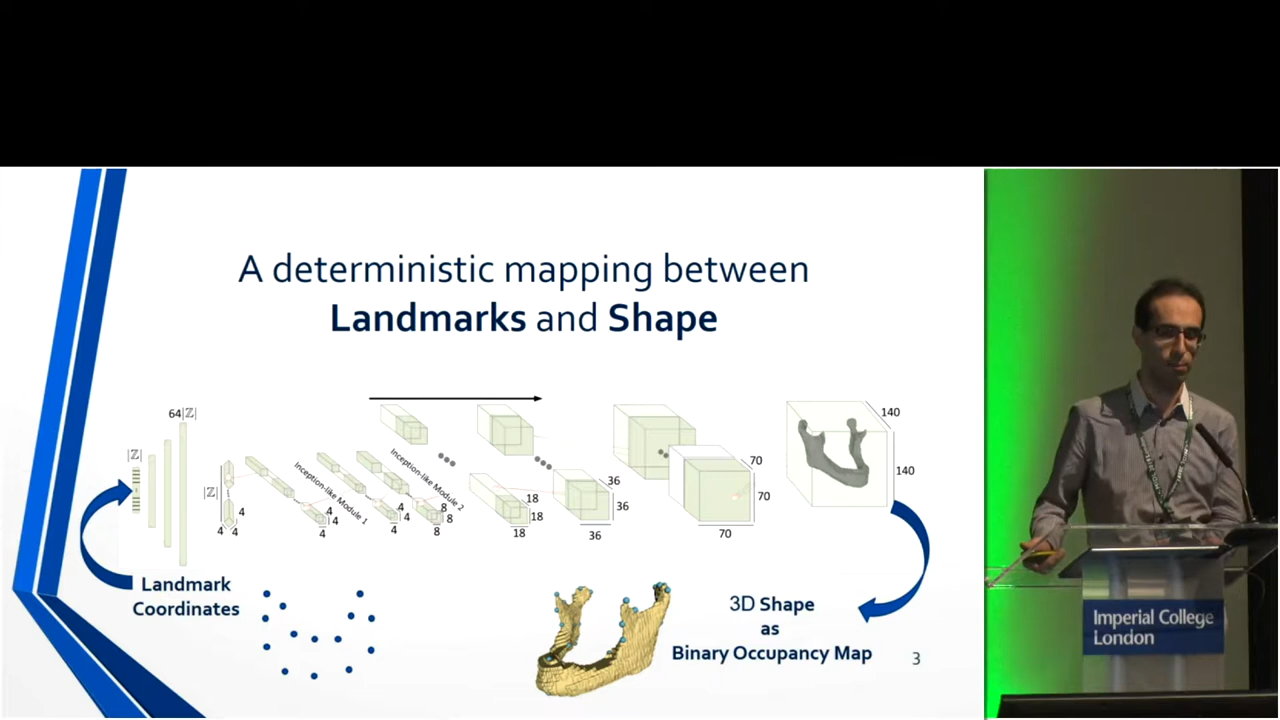 A deterministic mapping between
Landmarks and Shape
64|ℤ|
|ℤ|
|ℤ|
4
4 4
Inception-like Module 1
4
4
4
Inception-like Module 2
4
4
4
8
8
8
18
18
18
36
36
36
70
70
70
140
140
Landmark
Coordinates
3D Shape
as
Binary Occupancy Map
3
Imperial College
London